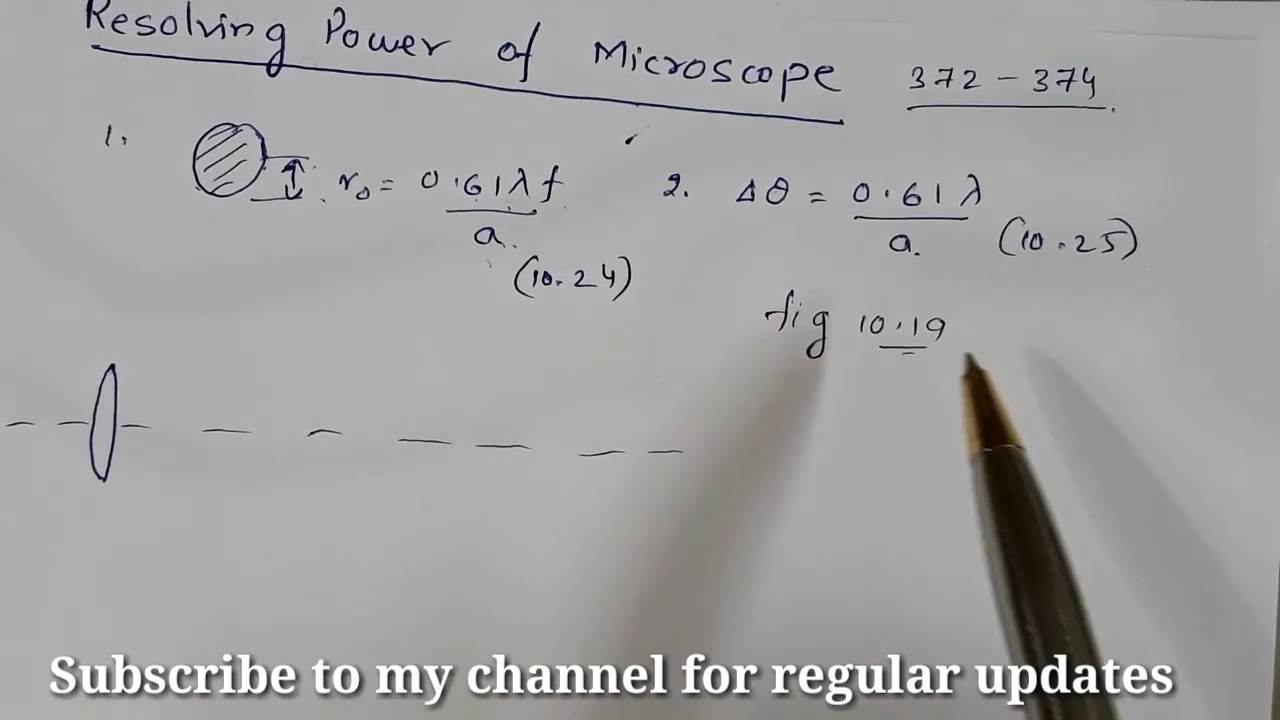 Resolving Power of Microscope 372 - 374
1. r₀ = 0.61λf / a.
(10.24)
2. Δθ = 0.61λ / a.
(10.25)
fig 10.19
Subscribe to my channel for regular updates